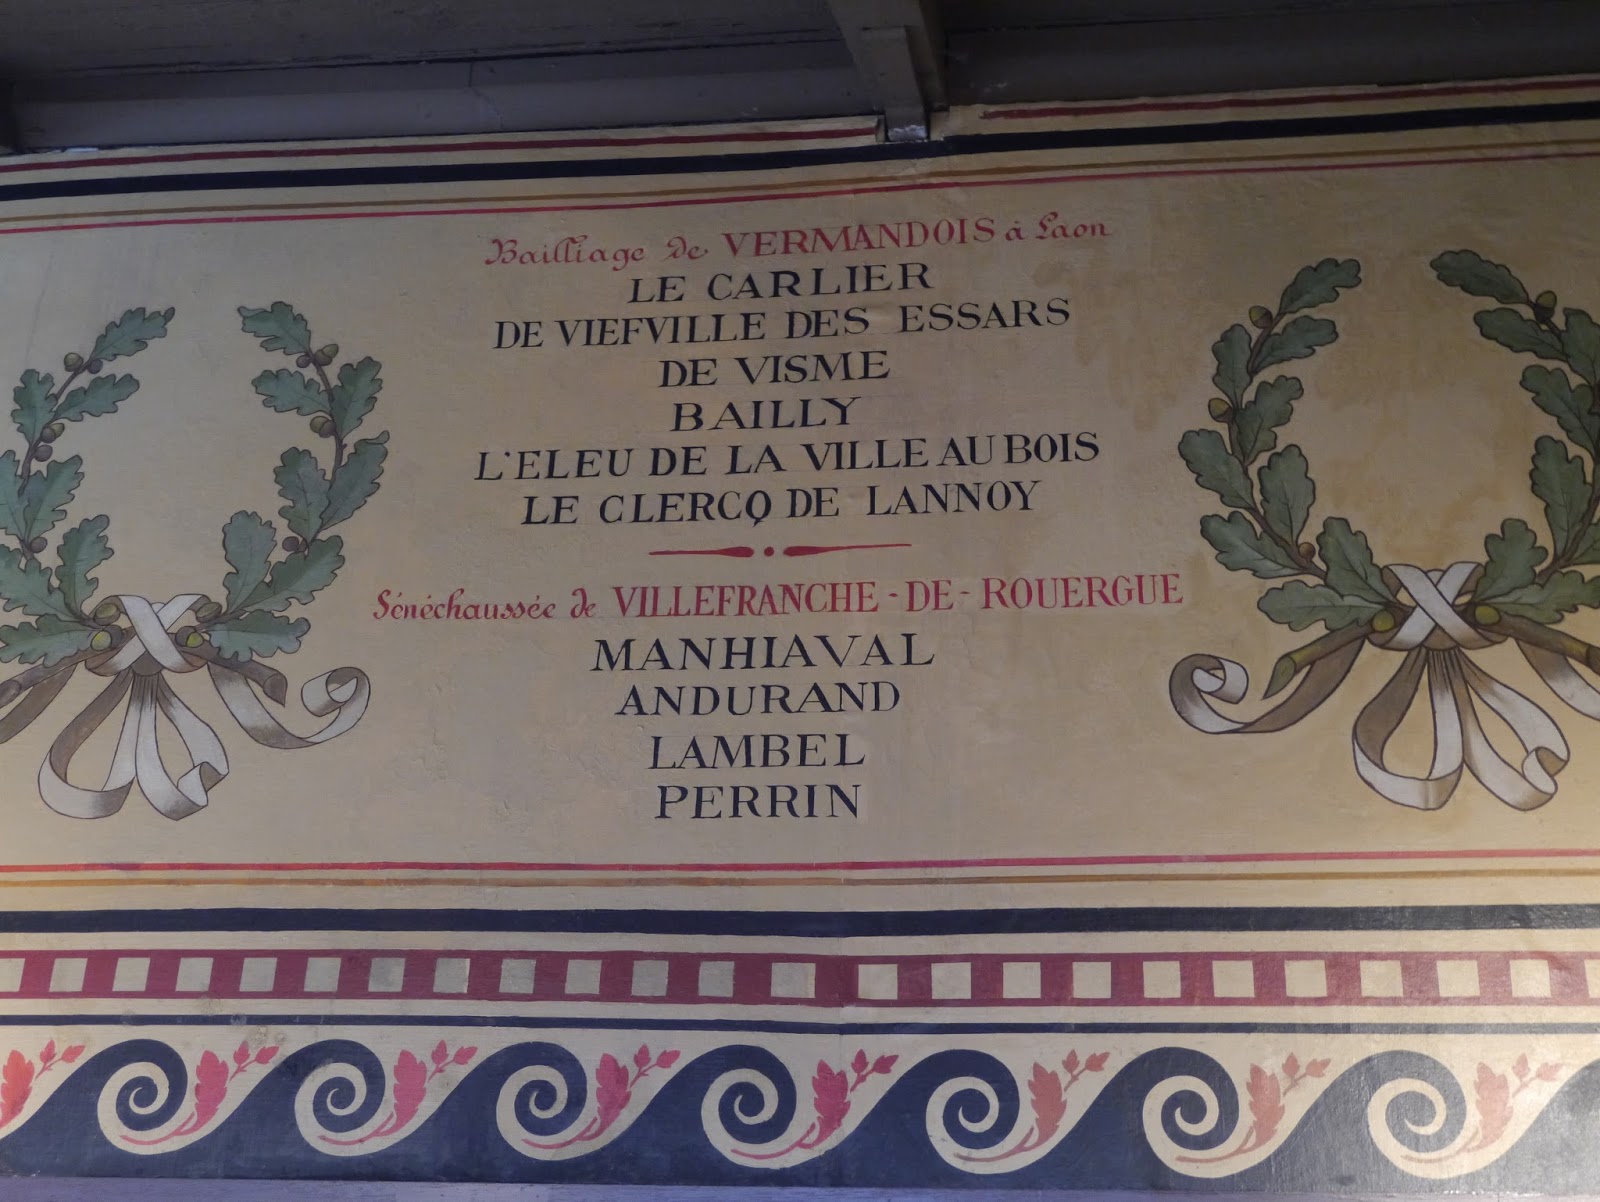 Bailliage de VERMANDOIS à Laon
LE CARLIER
DE VIEFVILLE DES ESSARS
DE VISME
BAILLY
L'ELEU DE LA VILLE AU BOIS
LE CLERCQ DE LANNOY
Sénéchaussée de VILLEFRANCHE-DE-ROUERGUE
MANHIAVAL
ANDURAND
LAMBEL
PERRIN